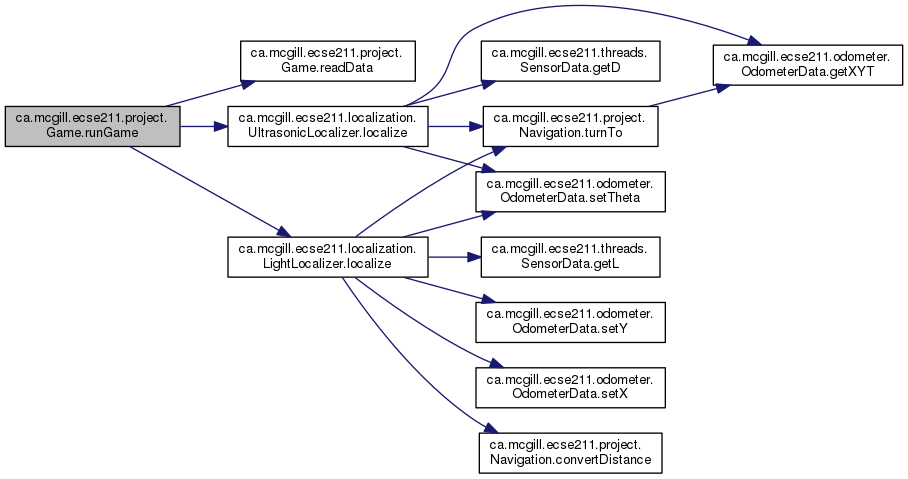 ca.mcgill.ecse211.project.
Game.runGame
ca.mcgill.ecse211.project.
Game.readData
ca.mcgill.ecse211.localization.
UltrasonicLocalizer.localize
ca.mcgill.ecse211.localization.
LightLocalizer.localize
ca.mcgill.ecse211.threads.
SensorData.getD
ca.mcgill.ecse211.project.
Navigation.turnTo
ca.mcgill.ecse211.odometer.
OdometerData.setTheta
ca.mcgill.ecse211.threads.
SensorData.getL
ca.mcgill.ecse211.odometer.
OdometerData.setY
ca.mcgill.ecse211.odometer.
OdometerData.setX
ca.mcgill.ecse211.project.
Navigation.convertDistance
ca.mcgill.ecse211.odometer.
OdometerData.getXYT